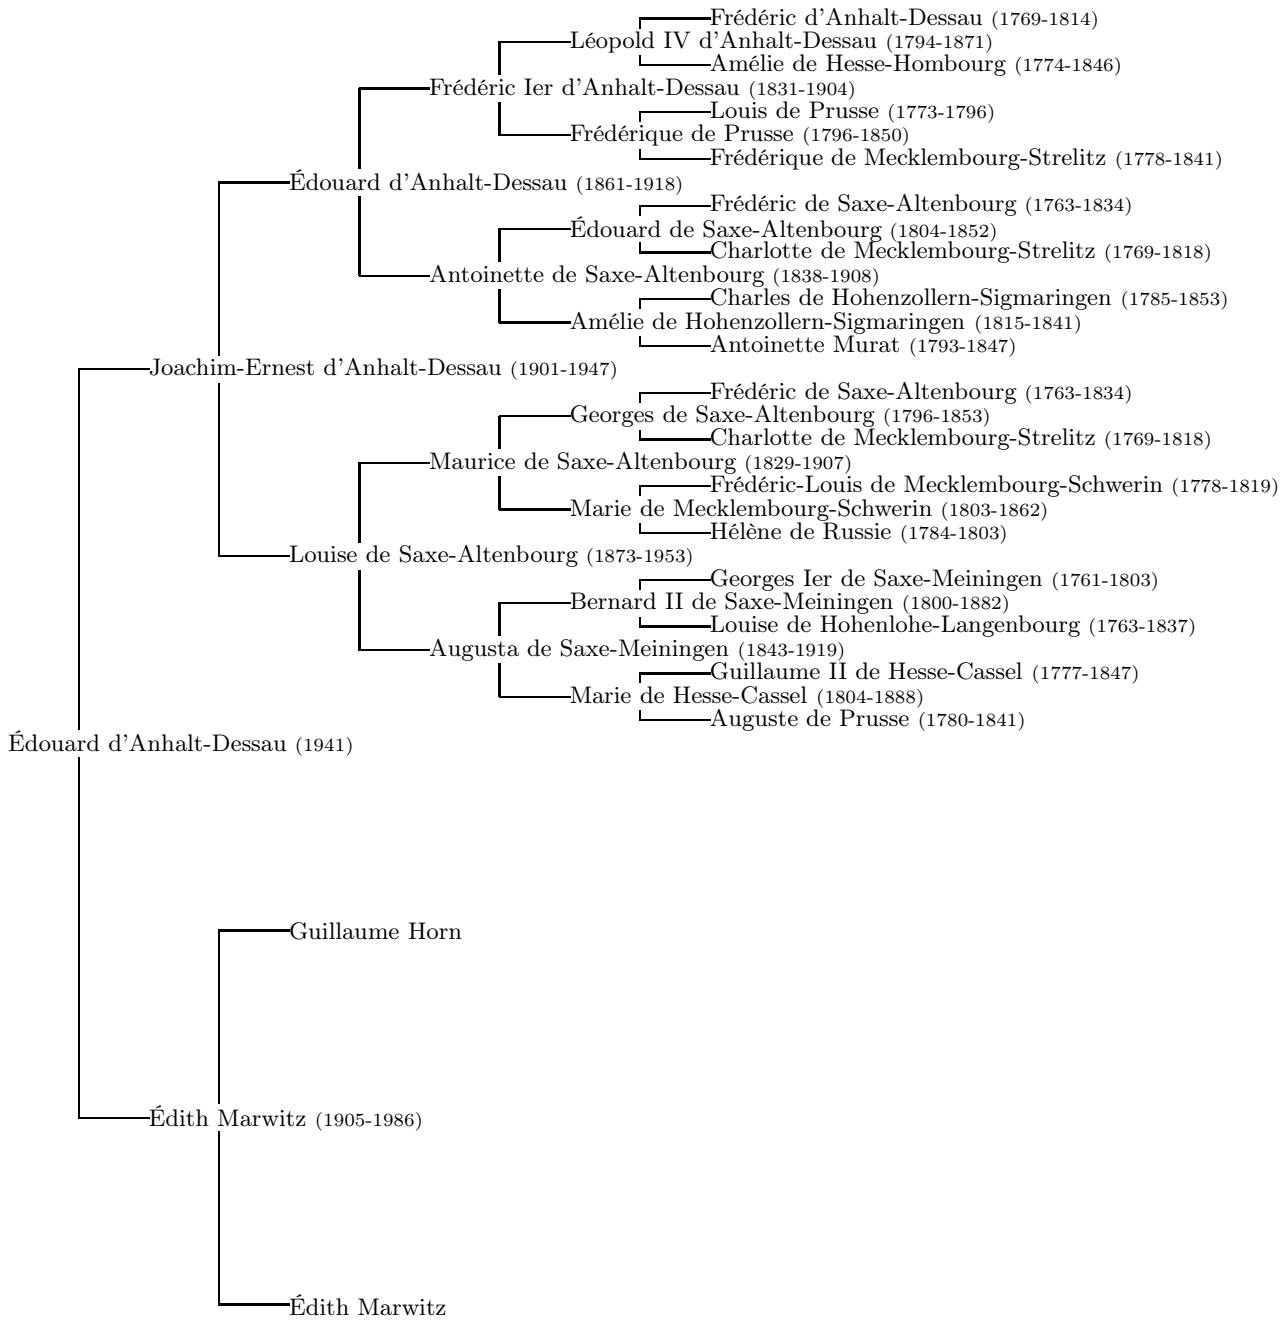 Frédéric d'Anhalt-Dessau (1769-1814)
Léopold IV d'Anhalt-Dessau (1794-1871)
Amélie de Hesse-Hombourg (1774-1846)
Frédéric Ier d'Anhalt-Dessau (1831-1904)
Louis de Prusse (1773-1796)
Frédérique de Prusse (1796-1850)
Frédérique de Mecklembourg-Strelitz (1778-1841)
Édouard d'Anhalt-Dessau (1861-1918)
Frédéric de Saxe-Altenbourg (1763-1834)
Édouard de Saxe-Altenbourg (1804-1852)
Charlotte de Mecklembourg-Strelitz (1769-1818)
Antoinette de Saxe-Altenbourg (1838-1908)
Charles de Hohenzollern-Sigmaringen (1785-1853)
Amélie de Hohenzollern-Sigmaringen (1815-1841)
Antoinette Murat (1793-1847)
Joachim-Ernest d'Anhalt-Dessau (1901-1947)
Frédéric de Saxe-Altenbourg (1763-1834)
Georges de Saxe-Altenbourg (1796-1853)
Charlotte de Mecklembourg-Strelitz (1769-1818)
Maurice de Saxe-Altenbourg (1829-1907)
Frédéric-Louis de Mecklembourg-Schwerin (1778-1819)
Marie de Mecklembourg-Schwerin (1803-1862)
Hélène de Russie (1784-1803)
Louise de Saxe-Altenbourg (1873-1953)
Georges Ier de Saxe-Meiningen (1761-1803)
Bernard II de Saxe-Meiningen (1800-1882)
Louise de Hohenlohe-Langenbourg (1763-1837)
Augusta de Saxe-Meiningen (1843-1919)
Guillaume II de Hesse-Cassel (1777-1847)
Marie de Hesse-Cassel (1804-1888)
Auguste de Prusse (1780-1841)
Édouard d'Anhalt-Dessau (1941)
Guillaume Horn
Édith Marwitz (1905-1986)
Édith Marwitz